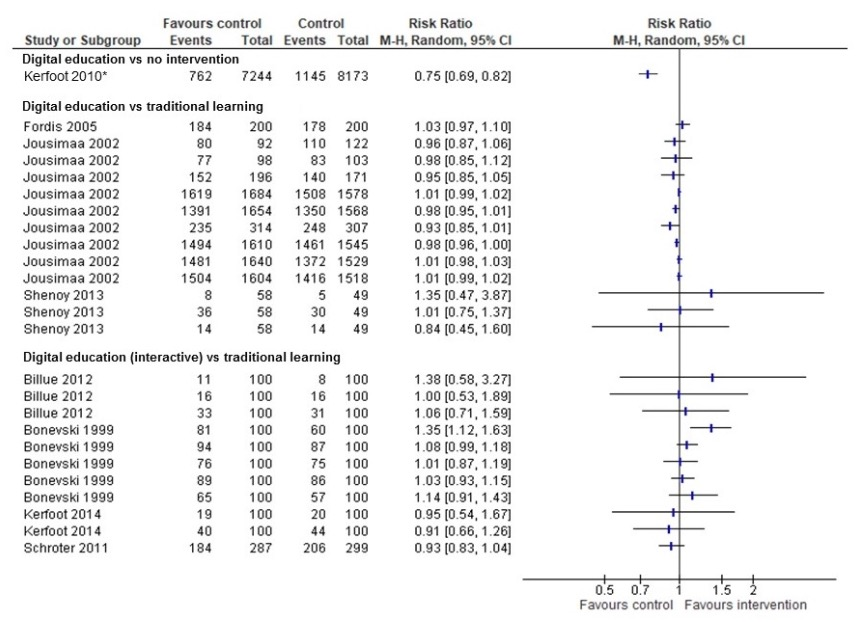 Favours control Control Risk Ratio Risk Ratio
Study or Subgroup Events Total Events Total M-H, Random, 95% CI M-H, Random, 95% CI
Digital education vs no intervention
Kerfoot 2010* 762 7244 1145 8173 0.75 [0.69, 0.82]
Digital education vs traditional learning
Fordis 2005 184 200 178 200 1.03 [0.97, 1.10]
Jousimaa 2002 80 92 110 122 0.96 [0.87, 1.06]
Jousimaa 2002 77 98 83 103 0.98 [0.85, 1.12]
Jousimaa 2002 152 196 140 171 0.95 [0.85, 1.05]
Jousimaa 2002 1619 1684 1508 1578 1.01 [0.99, 1.02]
Jousimaa 2002 1391 1654 1350 1568 0.98 [0.95, 1.01]
Jousimaa 2002 235 314 248 307 0.93 [0.85, 1.01]
Jousimaa 2002 1494 1610 1461 1545 0.98 [0.96, 1.00]
Jousimaa 2002 1481 1640 1372 1529 1.01 [0.98, 1.03]
Jousimaa 2002 1504 1604 1416 1518 1.01 [0.99, 1.02]
Shenoy 2013 8 58 5 49 1.35 [0.47, 3.87]
Shenoy 2013 36 58 30 49 1.01 [0.75, 1.37]
Shenoy 2013 14 58 14 49 0.84 [0.45, 1.60]
Digital education (interactive) vs traditional learning
Billue 2012 11 100 8 100 1.38 [0.58, 3.27]
Billue 2012 16 100 16 100 1.00 [0.53, 1.89]
Billue 2012 33 100 31 100 1.06 [0.71, 1.59]
Bonevski 1999 81 100 60 100 1.35 [1.12, 1.63]
Bonevski 1999 94 100 87 100 1.08 [0.99, 1.18]
Bonevski 1999 76 100 75 100 1.01 [0.87, 1.19]
Bonevski 1999 89 100 86 100 1.03 [0.93, 1.15]
Bonevski 1999 65 100 57 100 1.14 [0.91, 1.43]
Kerfoot 2014 19 100 20 100 0.95 [0.54, 1.67]
Kerfoot 2014 40 100 44 100 0.91 [0.66, 1.26]
Schroter 2011 184 287 206 299 0.93 [0.83, 1.04]
0.5 0.7 1 1.5 2
Favours control Favours intervention